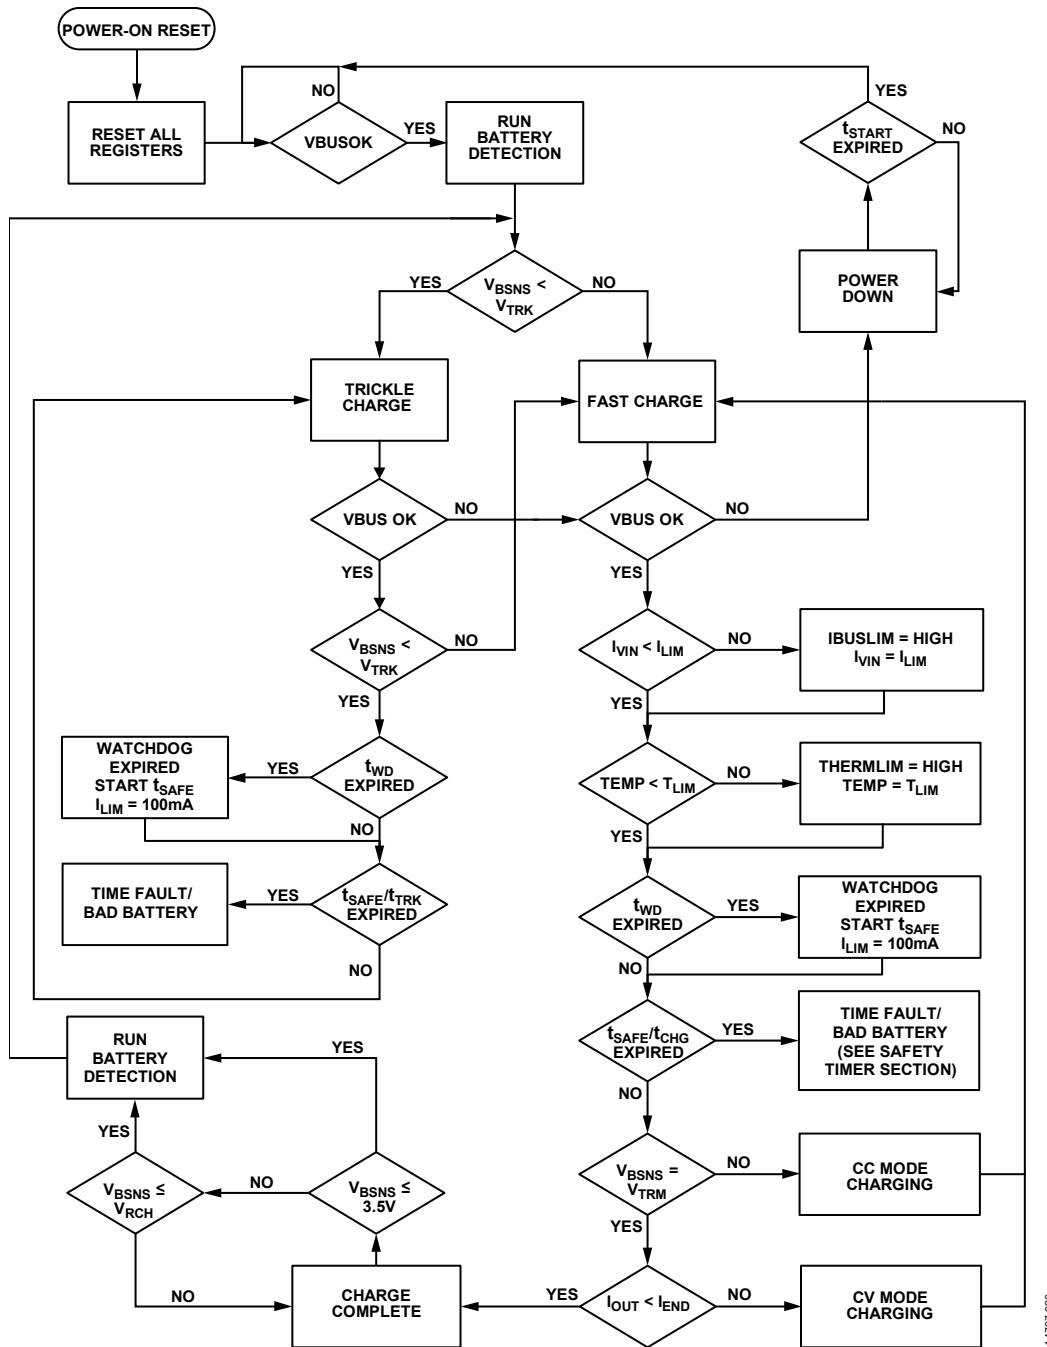 POWER-ON RESET
RESET ALL
REGISTERS
NO
VBUSOK
YES
RUN
BATTERY
DETECTION
YES
tSTART
EXPIRED
NO
POWER
DOWN
YES
VBSNS <
VTRK
NO
TRICKLE
CHARGE
FAST CHARGE
VBUS OK
NO
YES
VBUS OK
NO
YES
VBSNS <
VTRK
NO
YES
IVIN < ILIM
NO
YES
IBUSLIM = HIGH
IVIN = ILIM
WATCHDOG
EXPIRED
START tSAFE
ILIM = 100mA
YES
tWD
EXPIRED
NO
TEMP < TLIM
NO
YES
THERMLIM = HIGH
TEMP = TLIM
TIME FAULT/
BAD BATTERY
YES
tSAFE/tTRK
EXPIRED
NO
tWD
EXPIRED
YES
NO
WATCHDOG
EXPIRED
START tSAFE
ILIM = 100mA
tSAFE/tCHG
EXPIRED
YES
NO
TIME FAULT/
BAD BATTERY
(SEE SAFETY
TIMER SECTION)
RUN
BATTERY
DETECTION
YES
YES
VBSNS ≤
VRCH
NO
VBSNS ≤
3.5V
NO
CHARGE
COMPLETE
VBSNS =
VTRM
NO
YES
CC MODE
CHARGING
YES
IOUT < IEND
NO
CV MODE
CHARGING